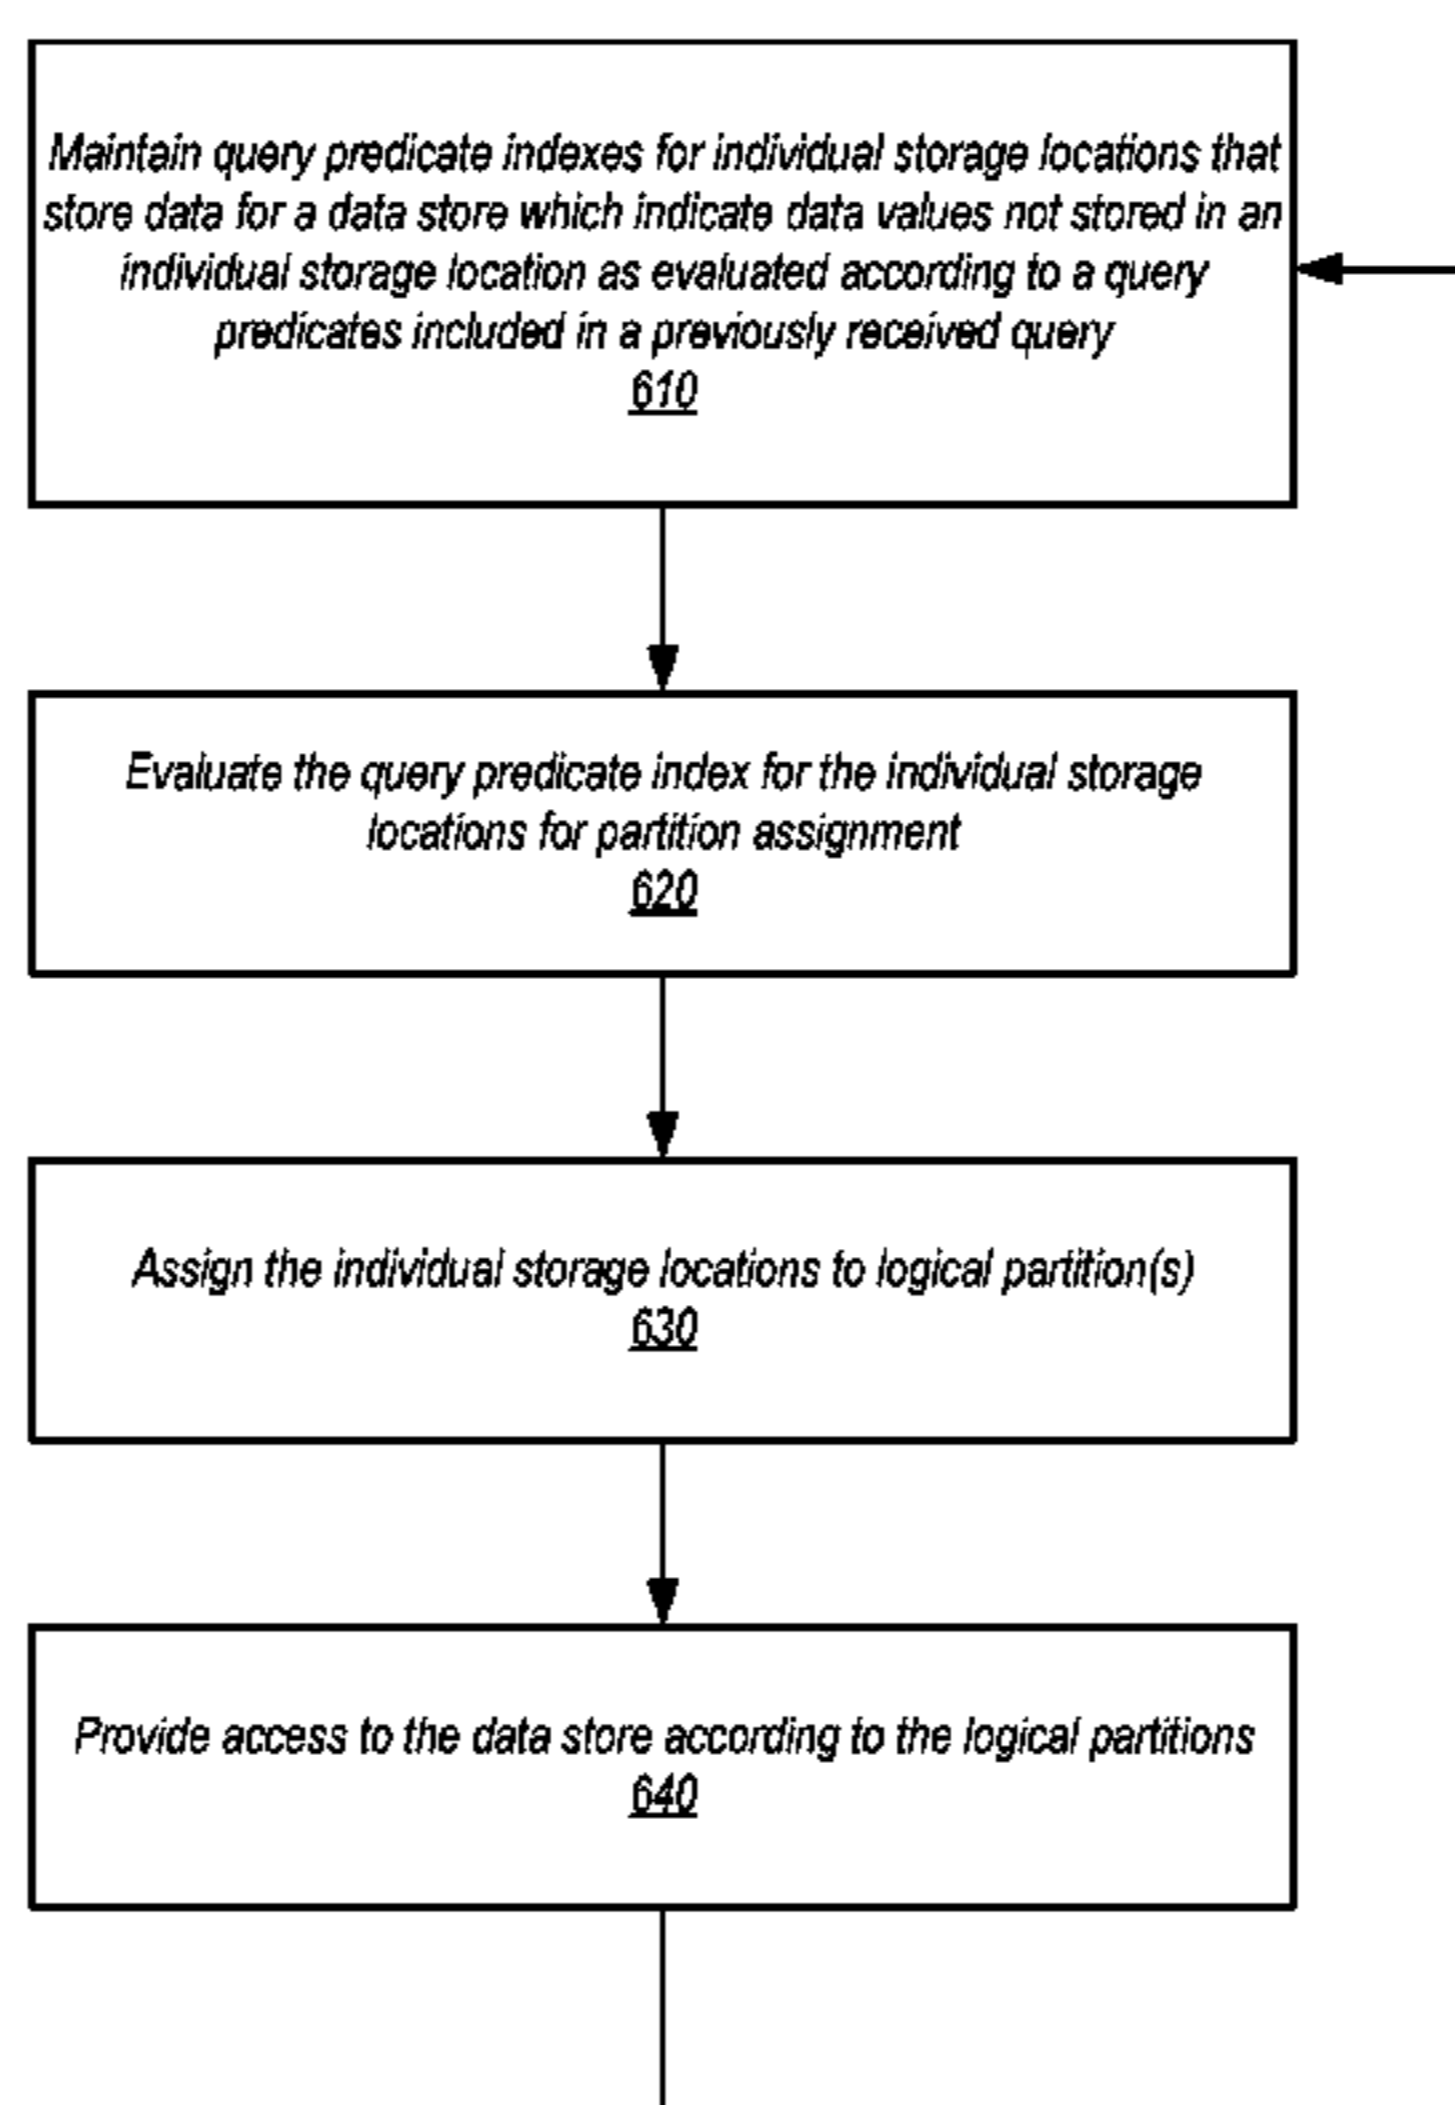 Maintain query predicate indexes for individual storage locations that
store data for a data store which indicate data values not stored in an
individual storage location as evaluated according to a query
predicates included in a previously received query
610
Evaluate the query predicate index for the individual storage
locations for partition assignment
620
Assign the individual storage locations to logical partition(s)
630
Provide access to the data store according to the logical partitions
640